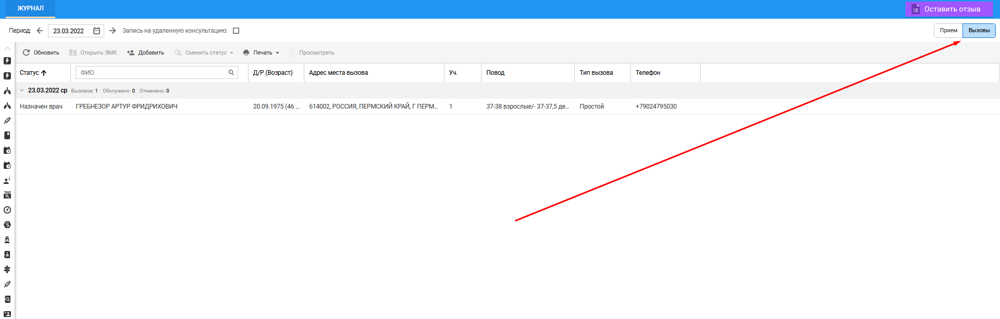 ЖУРНАЛ
Оставить отзыв
Период: 23.03.2022 Запись на удаленную консультацию: Прием Вызовы
Обновить Открыть ЭМК Добавить Сменить статус Печать Просмотреть
Статус ФИО Д/Р (Возраст) Адрес места вызова Уч. Повод Тип вызова Телефон
23.03.2022 ср Вызовов: 1 Обслужено: 0 Отменено: 0
Назначен врач ГРЕБНЕЗОР АРТУР ФРИДРИХОВИЧ 20.09.1975 (46 ... 614002, РОССИЯ, ПЕРМСКИЙ КРАЙ, Г ПЕРМ... 1 37-38 взрослые/- 37-37,5 де... Простой +79024795030